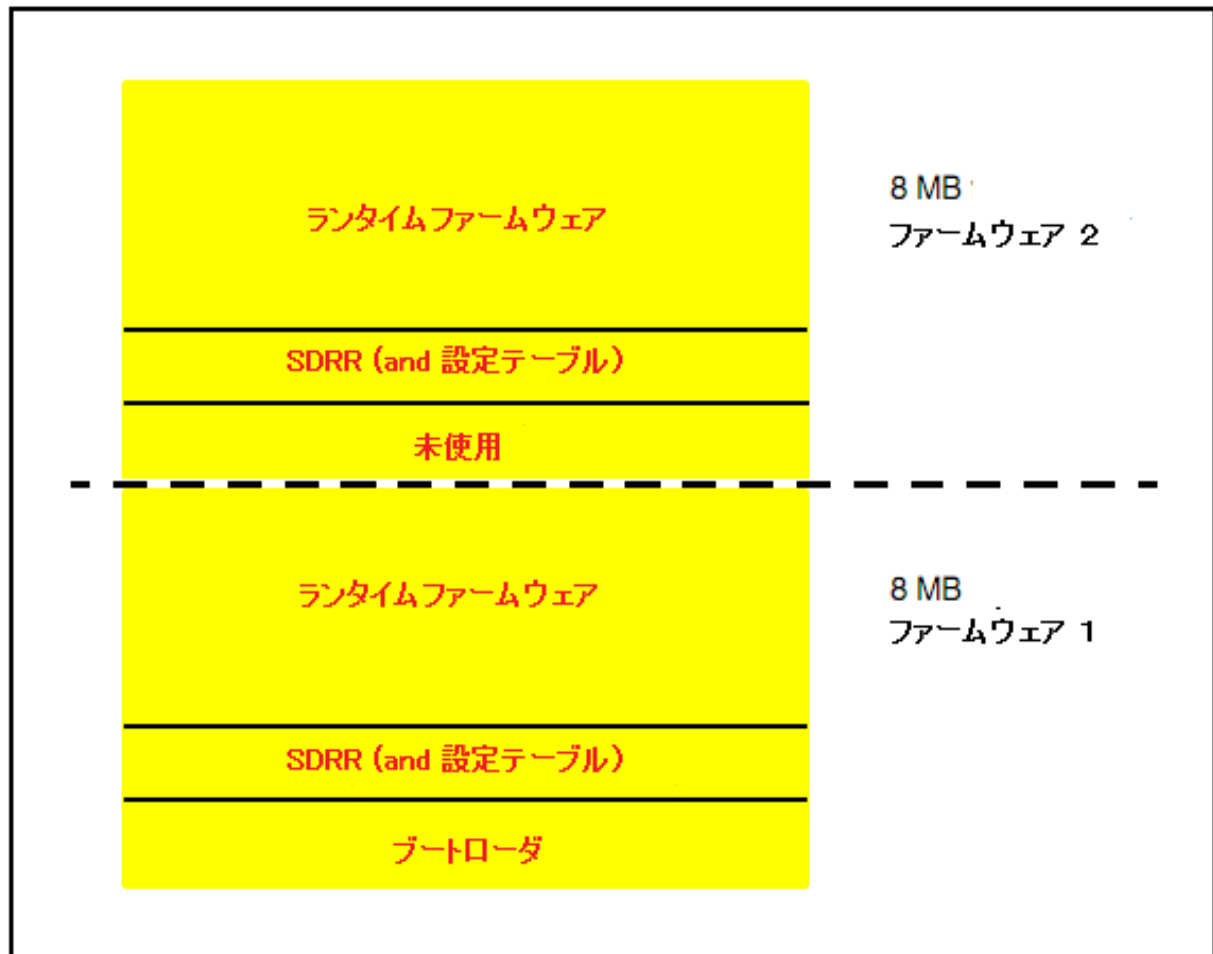 ランタイムファームウェア
8 MB
ファームウェア 2
SDRR (and 設定テーブル)
未使用
ランタイムファームウェア
8 MB
ファームウェア 1
SDRR (and 設定テーブル)
ブートローダ